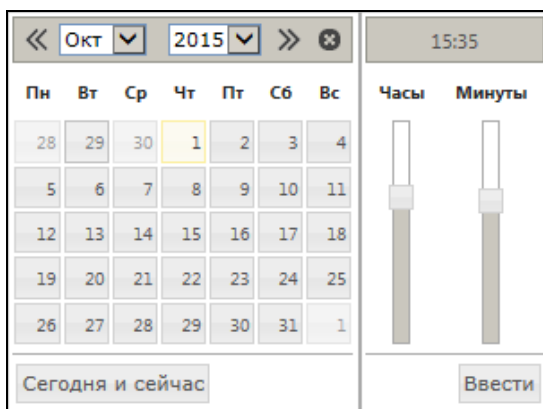 Окт 2015 15:35
Пн Вт Ср Чт Пт Сб Вс Часы Минуты
28 29 30 1 2 3 4
5 6 7 8 9 10 11
12 13 14 15 16 17 18
19 20 21 22 23 24 25
26 27 28 29 30 31 1
Сегодня и сейчас Ввести